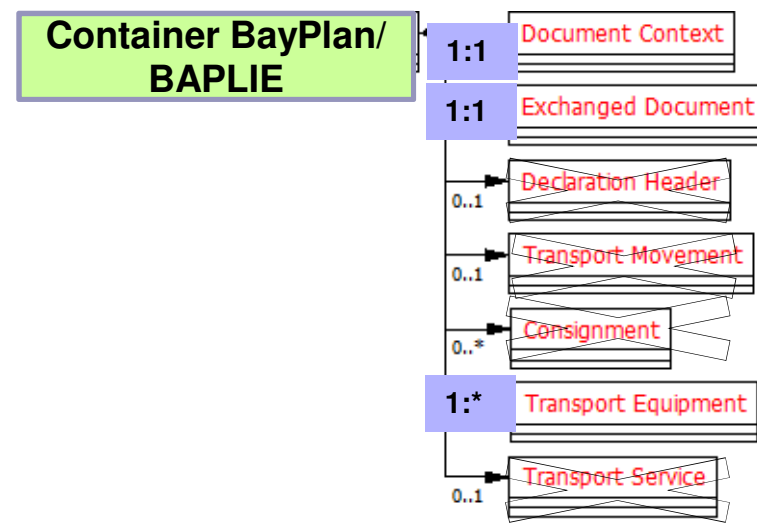 Container BayPlan/
BAPLIE
1:1 Document Context
1:1 Exchanged Document
Declaration Header
0..1
Transport Movement
0..1
Consignment
0..*
1:* Transport Equipment
Transport Service
0..1